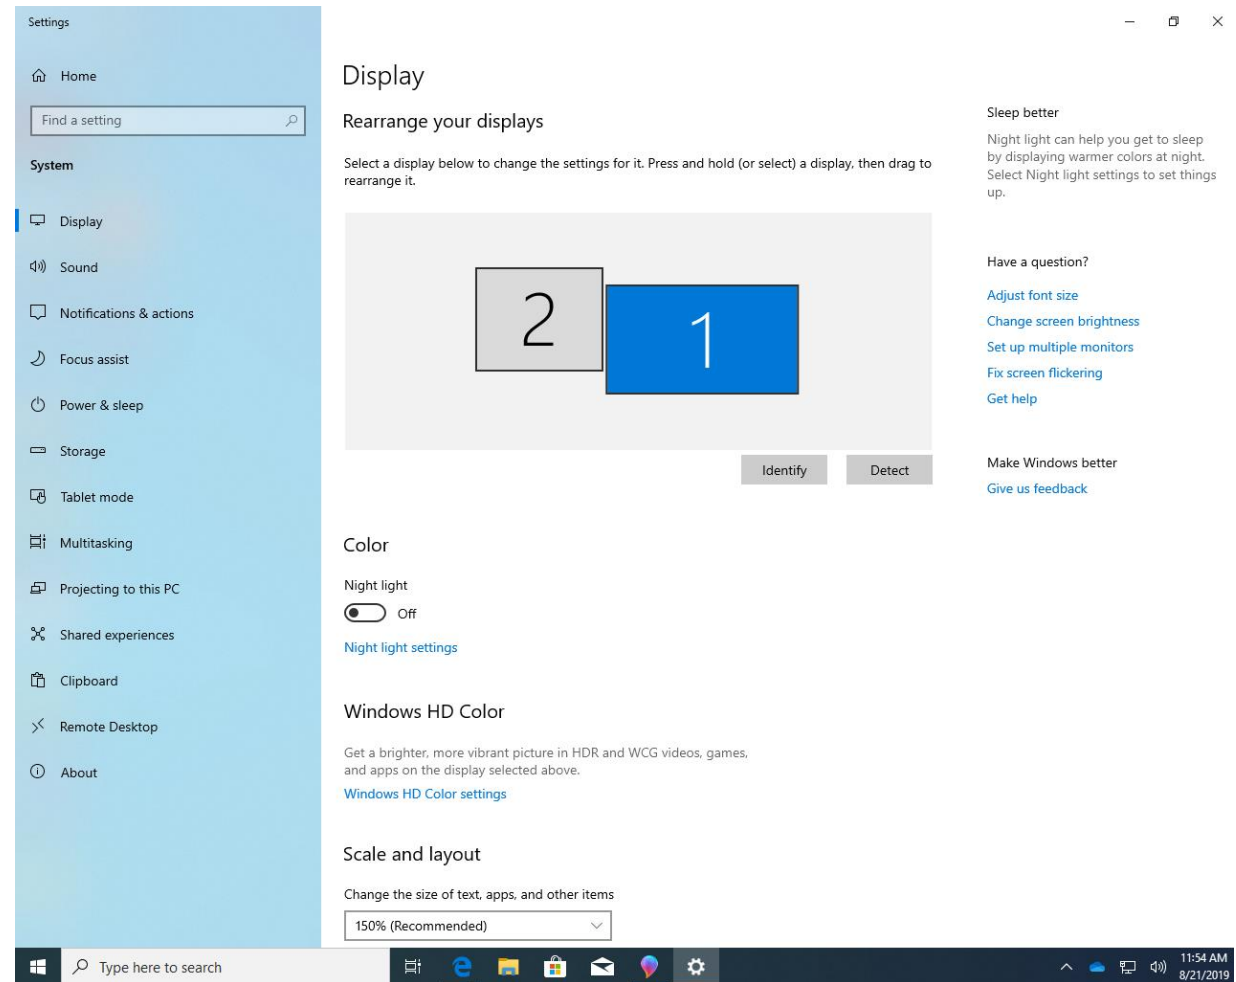 Settings
Home
Find a setting
System
Display
Sound
Notifications & actions
Focus assist
Power & sleep
Storage
Tablet mode
Multitasking
Projecting to this PC
Shared experiences
Clipboard
Remote Desktop
About
Display
Rearrange your displays
Select a display below to change the settings for it. Press and hold (or select) a display, then drag to
rearrange it.
2
1
Identify
Detect
Color
Night light
Off
Night light settings
Windows HD Color
Get a brighter, more vibrant picture in HDR and WCG videos, games,
and apps on the display selected above.
Windows HD Color settings
Scale and layout
Change the size of text, apps, and other items
150% (Recommended)
Sleep better
Night light can help you get to sleep
by displaying warmer colors at night.
Select Night light settings to set things
up.
Have a question?
Adjust font size
Change screen brightness
Set up multiple monitors
Fix screen flickering
Get help
Make Windows better
Give us feedback
Type here to search
11:54 AM
8/21/2019